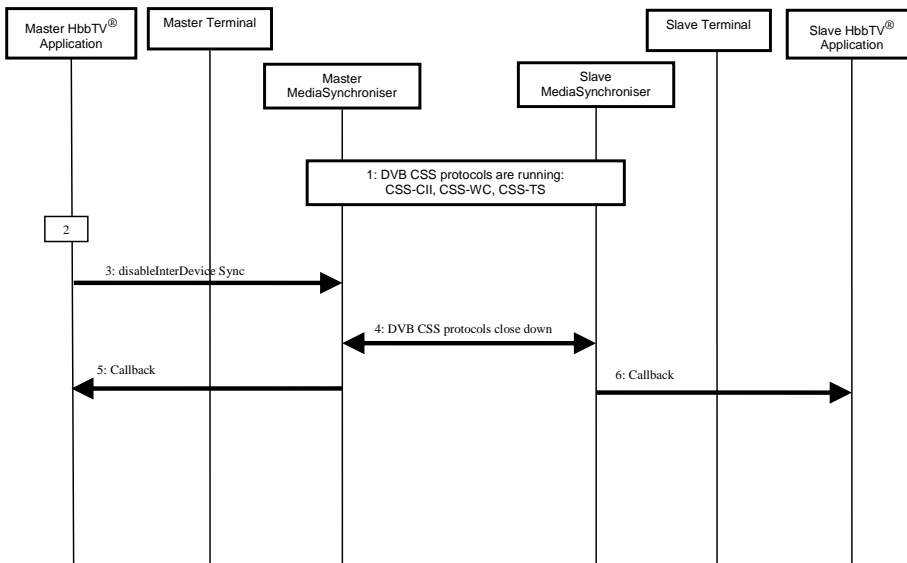 Master HbbTV®
Application
Master Terminal
Slave Terminal
Slave HbbTV®
Application
Master
MediaSynchroniser
Slave
MediaSynchroniser
1: DVB CSS protocols are running:
CSS-CII, CSS-WC, CSS-TS
2
3: disableInterDevice Sync
4: DVB CSS protocols close down
5: Callback
6: Callback